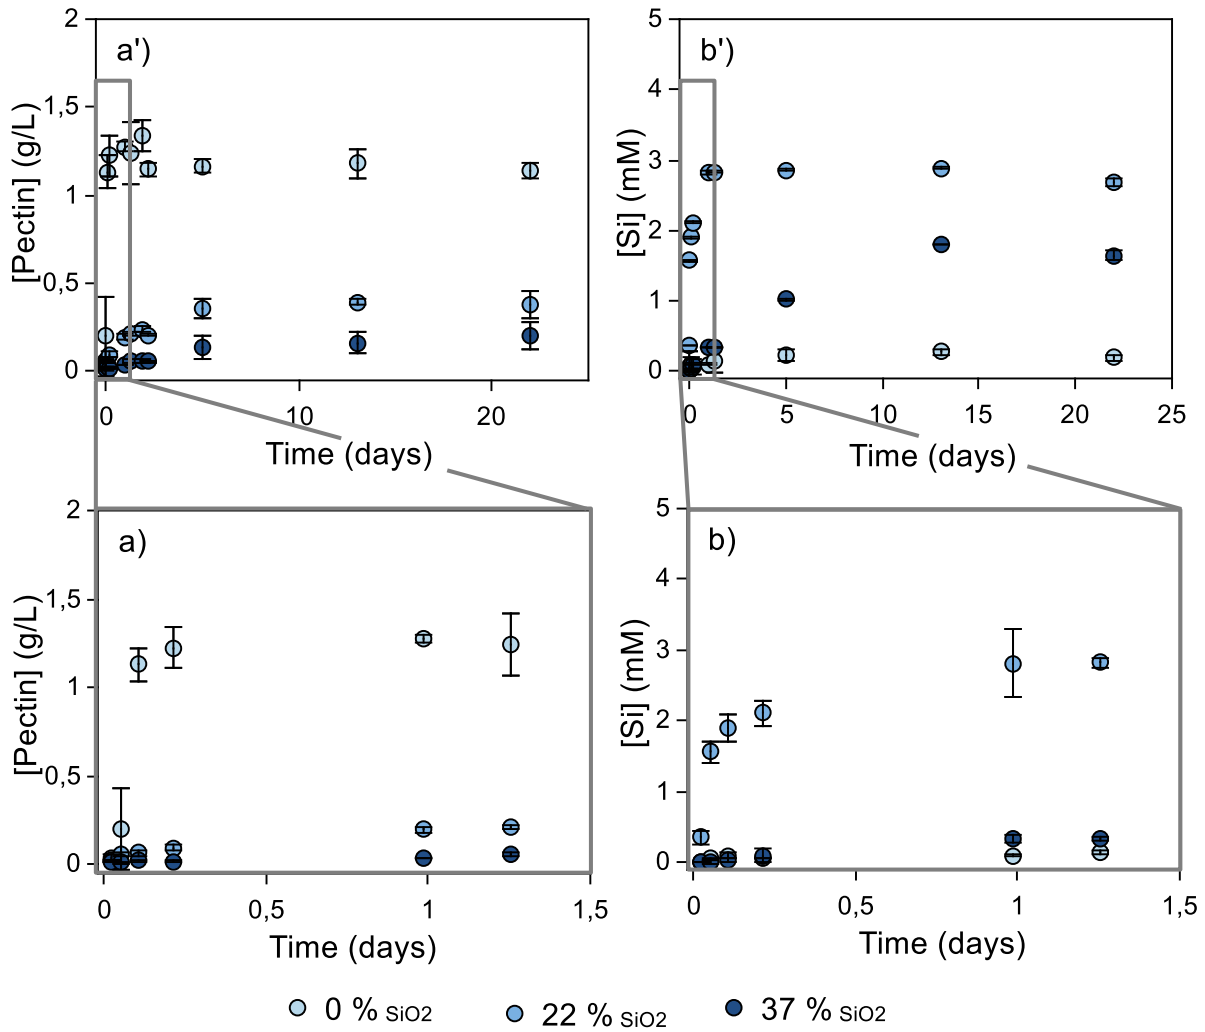 a')
2
1,5
1
0,5
0
[Pectin] (g/L)
0 10 20
Time (days)
b')
5
4
3
2
1
0
[Si] (mM)
0 5 10 15 20 25
Time (days)
a)
2
1,5
1
0,5
0
[Pectin] (g/L)
0 0,5 1 1,5
Time (days)
b)
5
4
3
2
1
0
[Si] (mM)
0 0,5 1 1,5
Time (days)
0 % SiO2 22 % SiO2 37 % SiO2